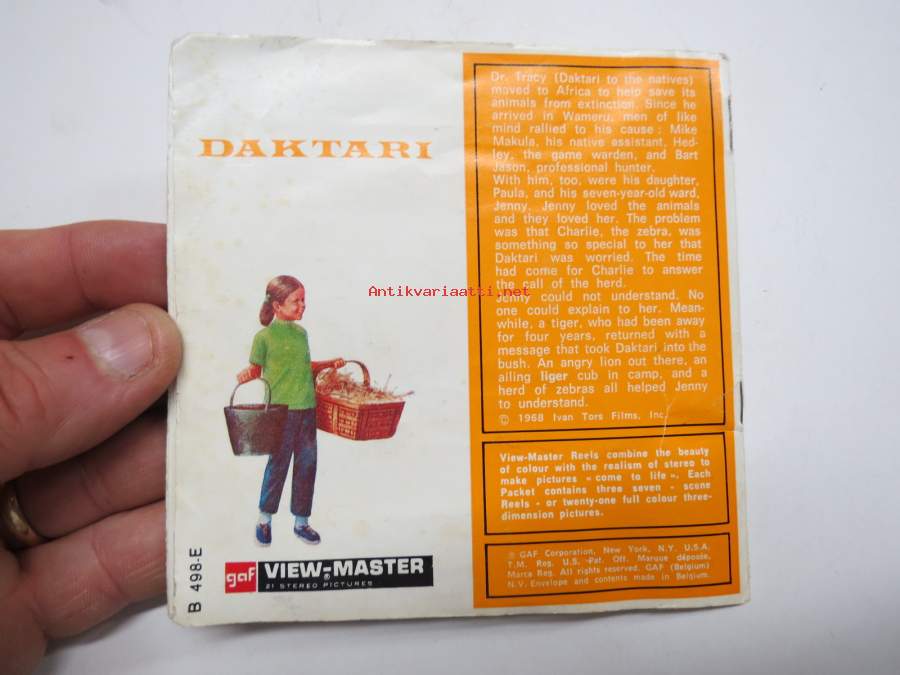 DAKTARI
Dr. Tracy (Daktari to the natives)
moved to Africa to help save its
animals from extinction. Since he
arrived in Wameru, men of like
mind rallied to his cause : Mike
Makula, his native assistant, Hed-
ley, the game warden, and Bart
Jason, professional hunter.
With him, too, were his daughter,
Paula, and his seven-year-old ward,
Jenny. Jenny loved the animals
and they loved her. The problem
was that Charlie, the zebra, was
something so special to her that
Daktari was worried. The time
had come for Charlie to answer
the call of the herd.
Jenny could not understand. No
one could explain to her. Mean-
while, a tiger, who had been away
for four years, returned with a
message that took Daktari into the
bush. An angry lion out there, an
ailing liger cub in camp, and a
herd of zebras all helped Jenny
to understand.
© 1968 Ivan Tors Films, Inc.
View-Master Reels combine the beauty
of colour with the realism of stereo to
make pictures « come to life ». Each
Packet contains three seven - scene
Reels - or twenty-one full colour three-
dimension pictures.
® GAF Corporation, New York, N.Y. U.S.A.
T.M. Reg. U.S. Pat. Off. Marque déposée,
Marca Reg. All rights reserved. GAF (Belgium)
N.V. Envelope and contents made in Belgium.
Antikvariaatti.net
gaf VIEW-MASTER®
21 STEREO PICTURES
B 498-E